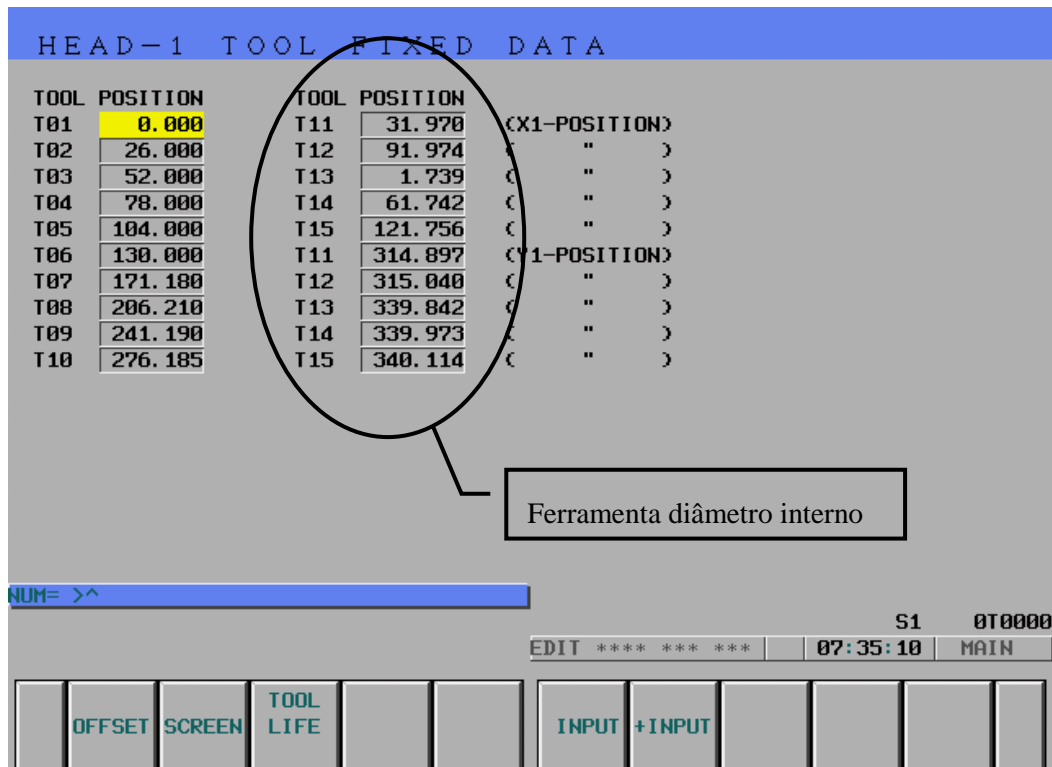 HEAD-1 TOOL FIXED DATA
TOOL POSITION TOOL POSITION
T01 0.000 T11 31.970 (X1-POSITION)
T02 26.000 T12 91.974 ( " )
T03 52.000 T13 1.739 ( " )
T04 78.000 T14 61.742 ( " )
T05 104.000 T15 121.756 ( " )
T06 130.000 T11 314.897 (Y1-POSITION)
T07 171.180 T12 315.040 ( " )
T08 206.210 T13 339.842 ( " )
T09 241.190 T14 339.973 ( " )
T10 276.185 T15 340.114 ( " )
Ferramenta diâmetro interno
NUM= >^
S1 0T0000
EDIT **** *** *** 07:35:10 MAIN
OFFSET SCREEN TOOL LIFE INPUT +INPUT